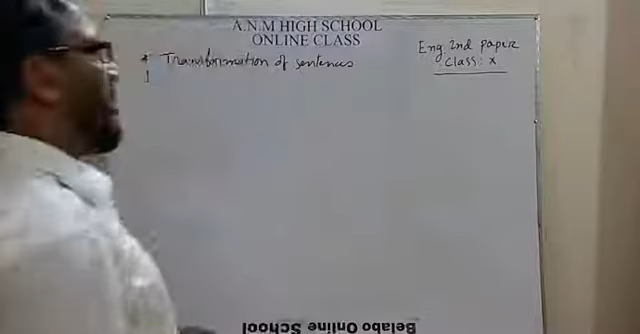 A.N.M HIGH SCHOOL
ONLINE CLASS
Eng. 2nd paper
Class: x
* Transformation of sentences
Belabo Online School